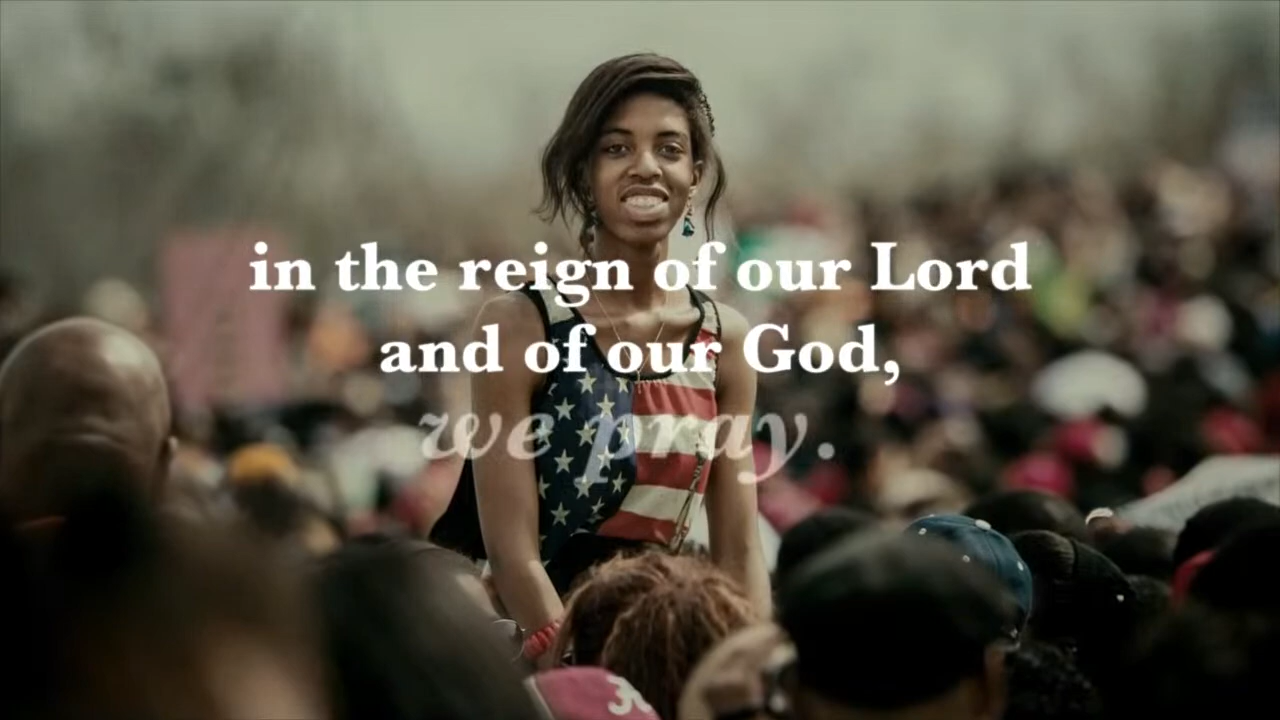 in the reign of our Lord
and of our God,
we pray.